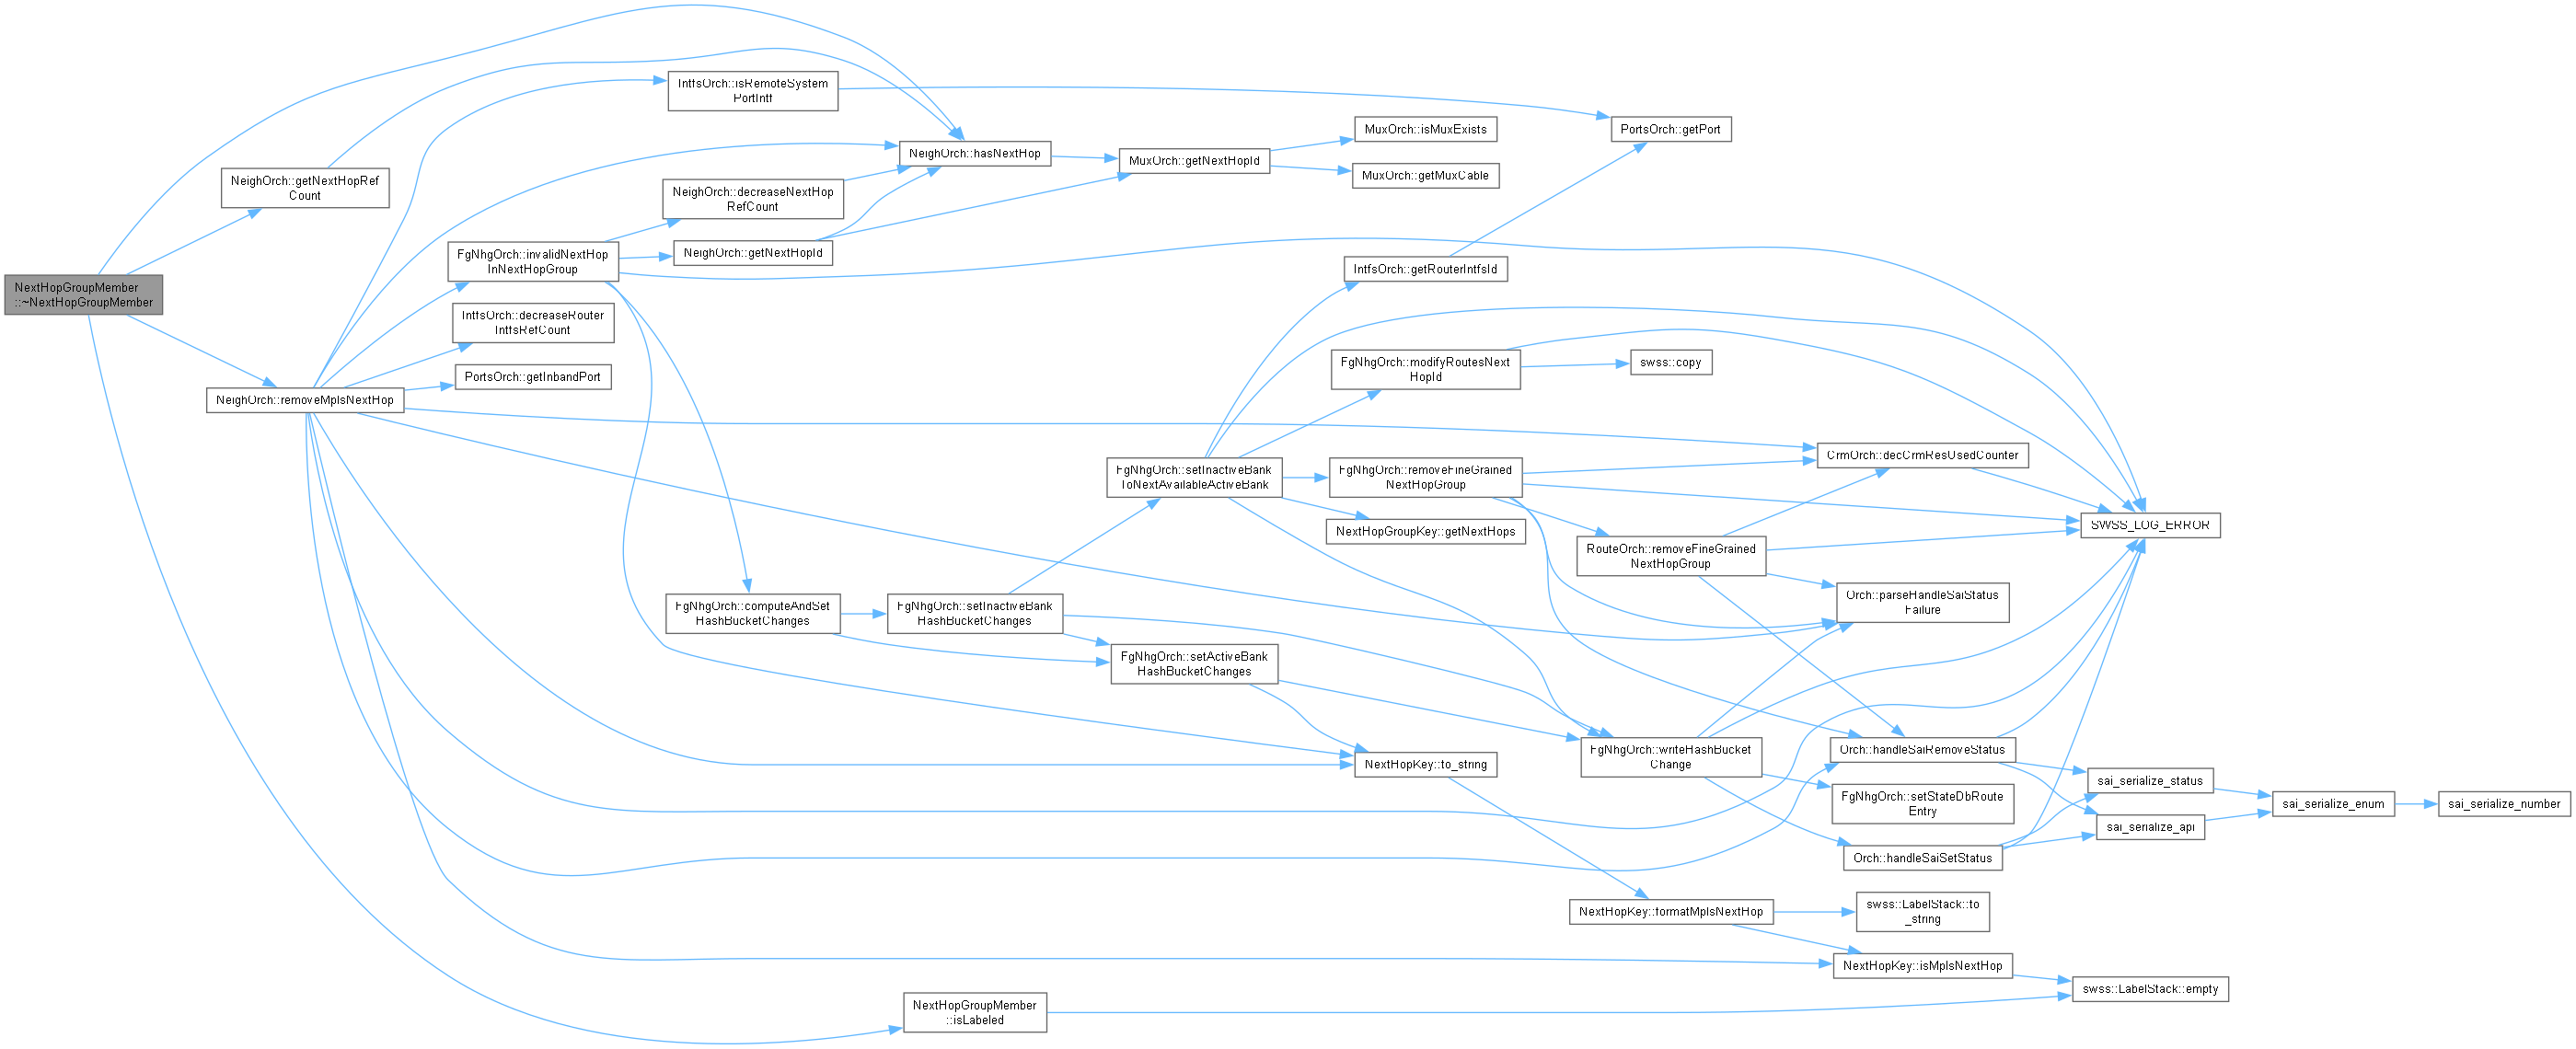 NextHopGroupMember
::~NextHopGroupMember
NeighOrch::getNextHopRef
Count
NeighOrch::removeMplsNextHop
IntfsOrch::isRemoteSystem
PortIntf
FgNhgOrch::invalidNextHop
InNextHopGroup
IntfsOrch::decreaseRouter
IntfsRefCount
PortsOrch::getInbandPort
NeighOrch::decreaseNextHop
RefCount
NeighOrch::getNextHopId
FgNhgOrch::computeAndSet
HashBucketChanges
NeighOrch::hasNextHop
FgNhgOrch::setInactiveBank
HashBucketChanges
NextHopGroupMember
::isLabeled
MuxOrch::getNextHopId
FgNhgOrch::setInactiveBank
ToNextAvailableActiveBank
FgNhgOrch::setActiveBank
HashBucketChanges
MuxOrch::isMuxExists
MuxOrch::getMuxCable
IntfsOrch::getRouterIntfsId
FgNhgOrch::modifyRoutesNext
HopId
FgNhgOrch::removeFineGrained
NextHopGroup
NextHopGroupKey::getNextHops
NextHopKey::to_string
PortsOrch::getPort
swss::copy
RouteOrch::removeFineGrained
NextHopGroup
FgNhgOrch::writeHashBucket
Change
NextHopKey::formatMplsNextHop
CrmOrch::decCrmResUsedCounter
Orch::parseHandleSaiStatus
Failure
Orch::handleSaiRemoveStatus
FgNhgOrch::setStateDbRoute
Entry
Orch::handleSaiSetStatus
swss::LabelStack::to
_string
NextHopKey::isMplsNextHop
SWSS_LOG_ERROR
sai_serialize_status
sai_serialize_api
swss::LabelStack::empty
sai_serialize_enum
sai_serialize_number